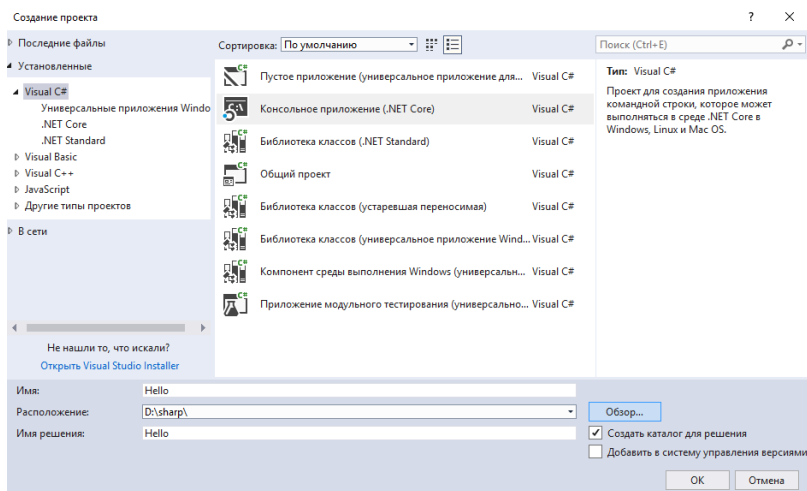 Создание проекта
? ×
Последние файлы
Установленные
Visual C#
Универсальные приложения Windo
.NET Core
.NET Standard
Visual Basic
Visual C++
JavaScript
Другие типы проектов
В сети
Не нашли то, что искали?
Открыть Visual Studio Installer
Сортировка: По умолчанию
Пустое приложение (универсальное приложение для... Visual C#
Консольное приложение (.NET Core) Visual C#
Библиотека классов (.NET Standard) Visual C#
Общий проект Visual C#
Библиотека классов (устаревшая переносимая) Visual C#
Библиотека классов (универсальное приложение Wind... Visual C#
Компонент среды выполнения Windows (универсальн... Visual C#
Приложение модульного тестирования (универсально... Visual C#
Поиск (Ctrl+E)
Тип: Visual C#
Проект для создания приложения
командной строки, которое может
выполняться в среде .NET Core в
Windows, Linux и Mac OS.
Имя: Hello
Расположение: D:\sharp\
Имя решения: Hello
Обзор...
Создать каталог для решения
Добавить в систему управления версиями
OK Отмена